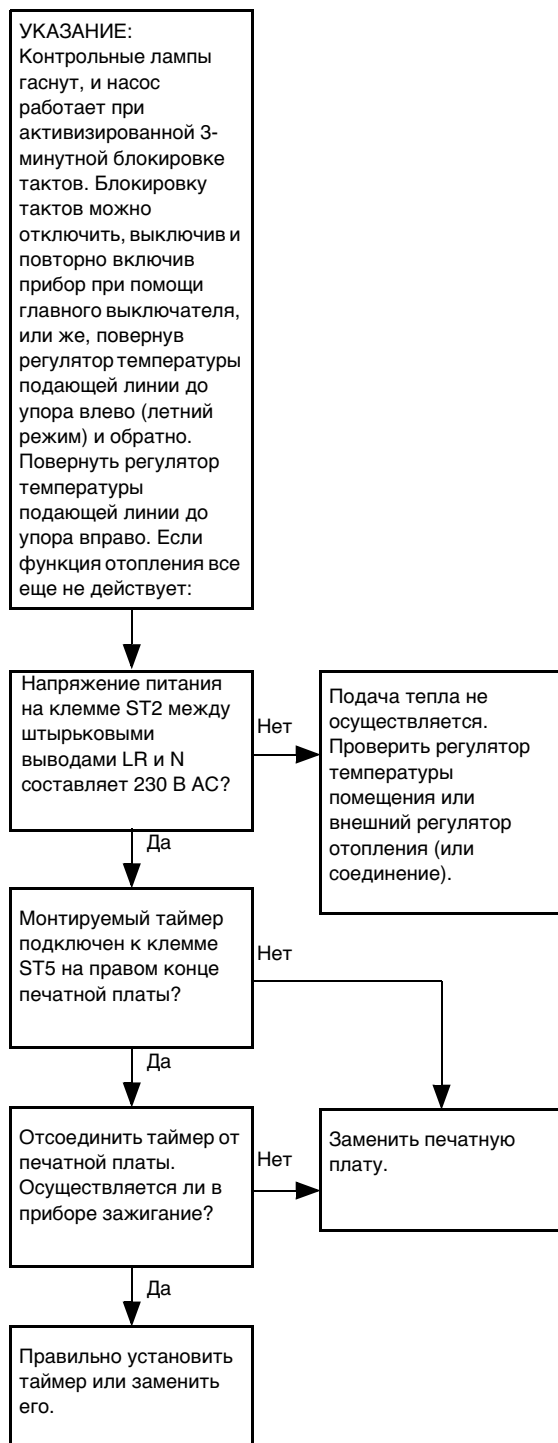 УКАЗАНИЕ:
Контрольные лампы
гаснут, и насос
работает при
активизированной 3-
минутной блокировке
тактов. Блокировку
тактов можно
отключить, выключив и
повторно включив
прибор при помощи
главного выключателя,
или же, повернув
регулятор температуры
подающей линии до
упора влево (летний
режим) и обратно.
Повернуть регулятор
температуры
подающей линии до
упора вправо. Если
функция отопления все
еще не действует:
Напряжение питания
на клемме ST2 между
штырьковыми
выводами LR и N
составляет 230 В AC?
Нет
Подача тепла не
осуществляется.
Проверить регулятор
температуры
помещения или
внешний регулятор
отопления (или
соединение).
Да
Монтируемый таймер
подключен к клемме
ST5 на правом конце
печатной платы?
Нет
Да
Отсоединить таймер от
печатной платы.
Осуществляется ли в
приборе зажигание?
Нет
Заменить печатную
плату.
Да
Правильно установить
таймер или заменить
его.